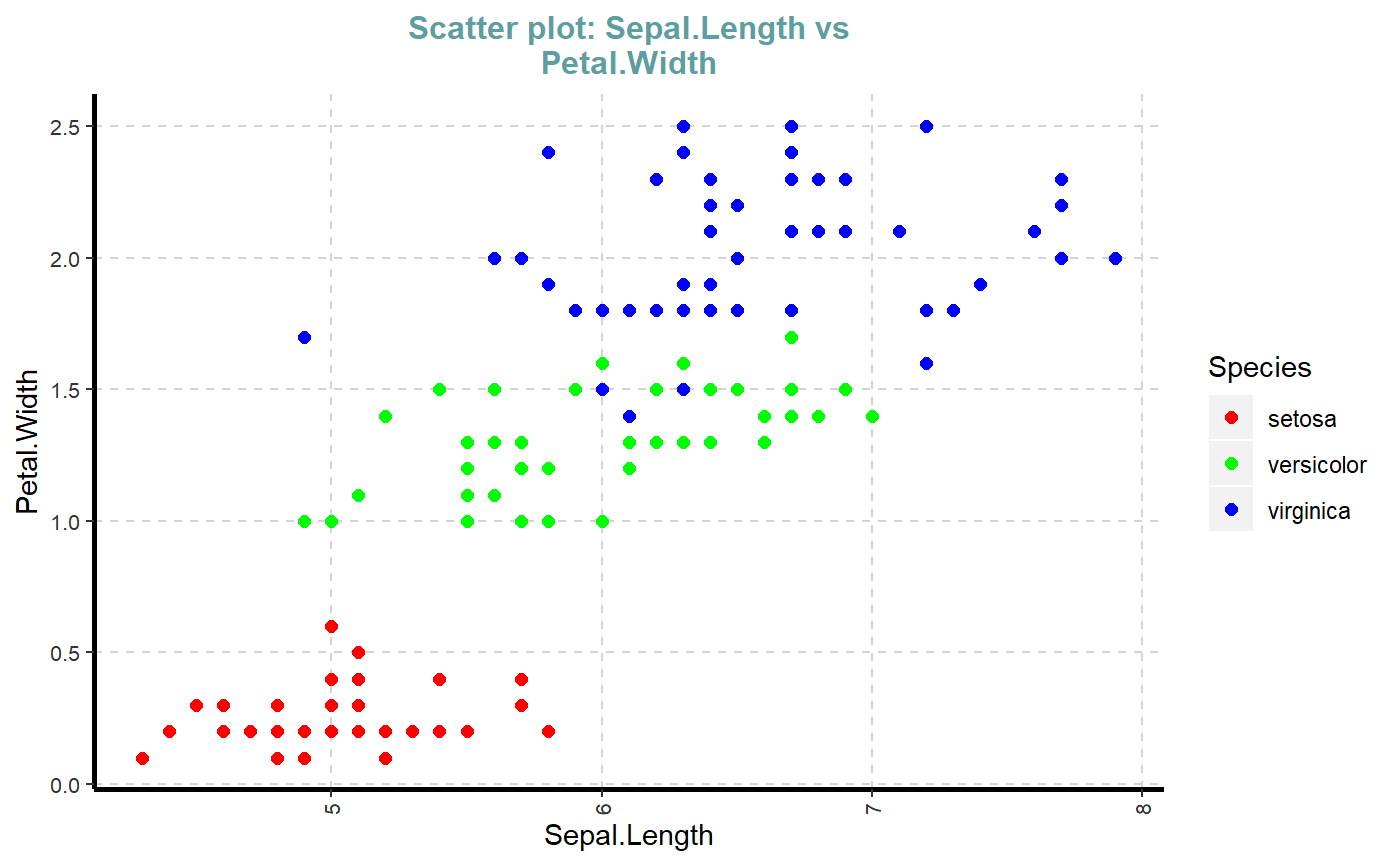 Scatter plot: Sepal.Length vs
Petal.Width
2.5
2.0
1.5
1.0
0.5
0.0
Petal.Width
5
6
7
8
Sepal.Length
Species
setosa
versicolor
virginica